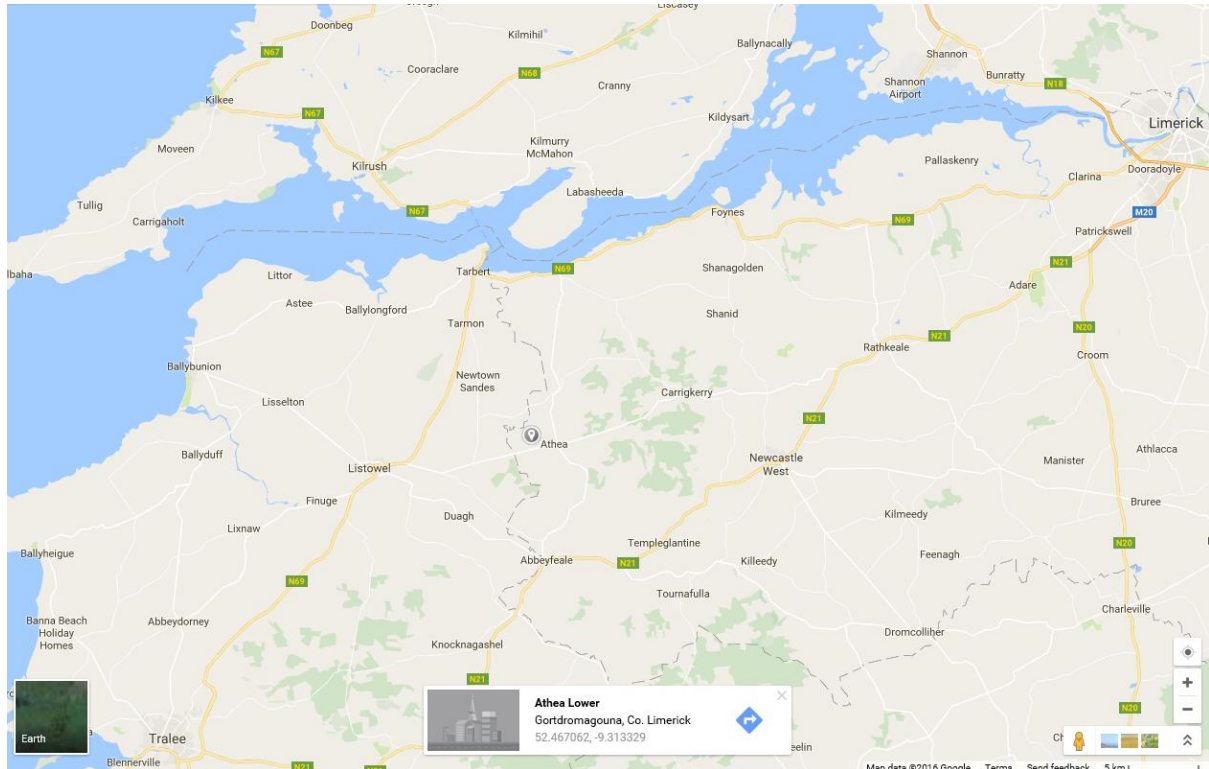 Liscasey
Doonbeg
Kilmihil
Ballynacally
N67
Shannon
Cooraclare
N68
Cranny
Shannon
Airport
Bunratty
N18
Kilkee
N67
Kildysart
Limerick
Moveen
Kilmurry
McMahon
Kilrush
Pallaskenry
Dooradoyle
Clarina
Labasheeda
Tullig
N67
Foynes
N69
M20
Carrigaholt
Patrickswell
N21
Littor
Tarbert
N69
Shanagolden
Adare
Astee
Ballylongford
Shanid
Tarmon
N20
N21
Rathkeale
Croom
Ballybunion
Newtown
Sandes
Carrigkerry
Lisselton
N21
Athea
Athlacca
Ballyduff
Listowel
Newcastle
West
Manister
Finuge
Bruree
Duagh
Kilmeedy
Lixnaw
N20
Ballyheigue
Templeglantine
Feenagh
Abbeyfeale
N21
Killeedy
N69
Tournafulla
Charleville
Banna Beach
Holiday
Homes
Abbeydorney
Dromcolliher
Knocknagashel
N21
Athea Lower
Gortdromagouna, Co. Limerick
52.467062, -9.313329
N20
Earth
Tralee
Blennerville
N21
Map data ©2016 Google Terms Send feedback 5 km